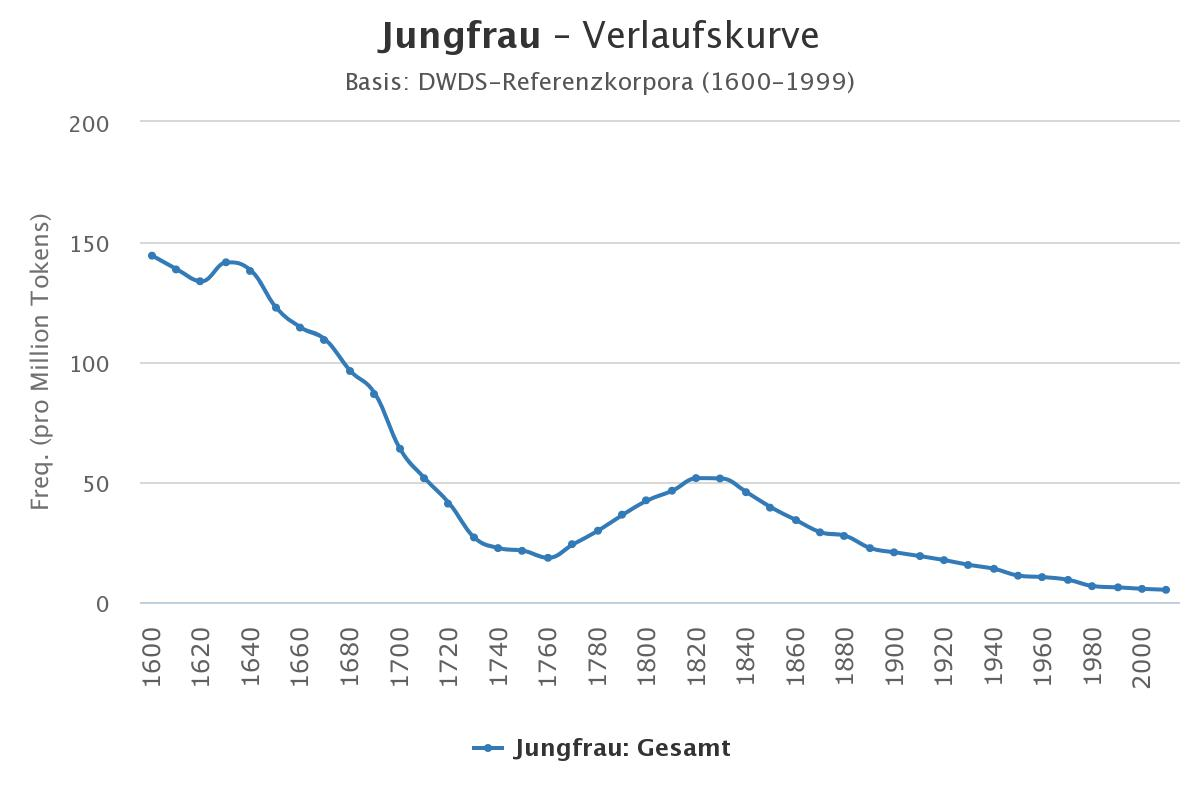 Jungfrau – Verlaufskurve
Basis: DWDS-Referenzkorpora (1600–1999)
Freq. (pro Million Tokens)
200
150
100
50
0
1600 1620 1640 1660 1680 1700 1720 1740 1760 1780 1800 1820 1840 1860 1880 1900 1920 1940 1960 1980 2000
Jungfrau: Gesamt